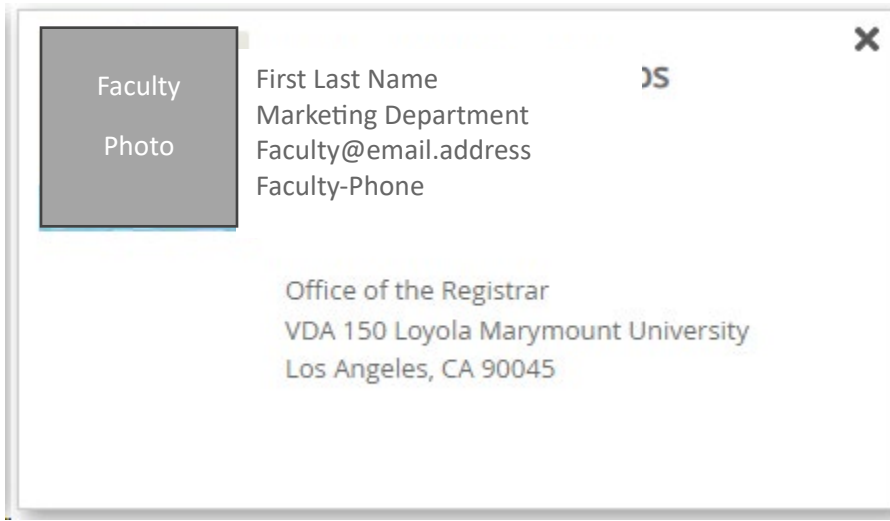 Faculty
Photo
First Last Name
Marketing Department
Faculty@email.address
Faculty-Phone
Office of the Registrar
VDA 150 Loyola Marymount University
Los Angeles, CA 90045